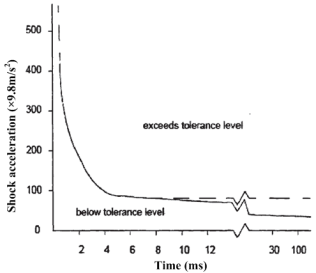 Shock acceleration (×9.8m/s²)
500
400
300
200
100
0
exceeds tolerance level
below tolerance level
2 4 6 8 10 12 30 100
Time (ms)